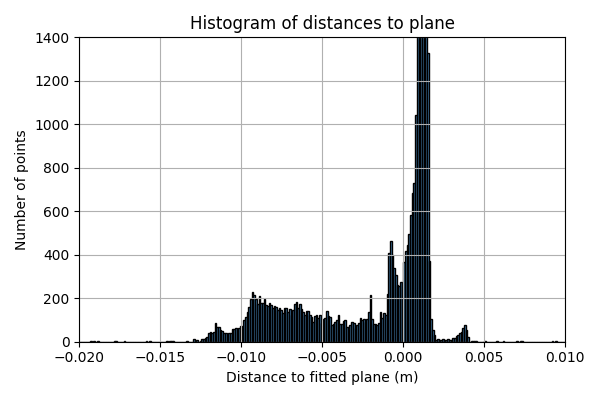 Histogram of distances to plane
1400
1200
1000
800
600
400
200
0
Number of points
−0.020 −0.015 −0.010 −0.005 0.000 0.005 0.010
Distance to fitted plane (m)